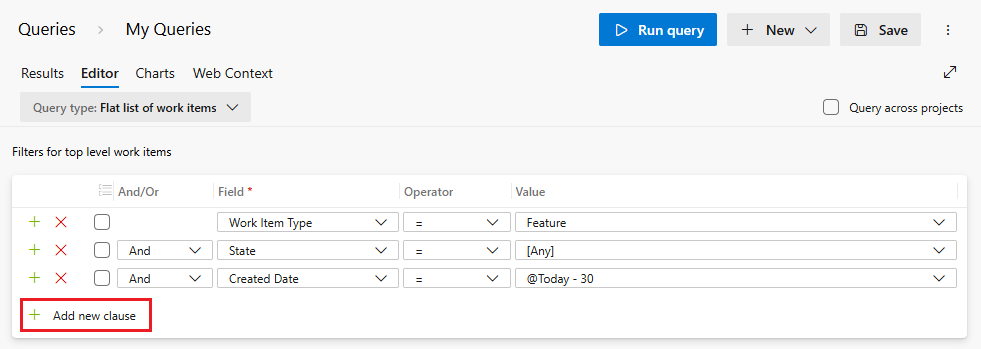 Queries > My Queries Run query New Save
Results Editor Charts Web Context
Query type: Flat list of work items Query across projects
Filters for top level work items
And/Or Field * Operator Value
Work Item Type = Feature
And State = [Any]
And Created Date = @Today - 30
+ Add new clause